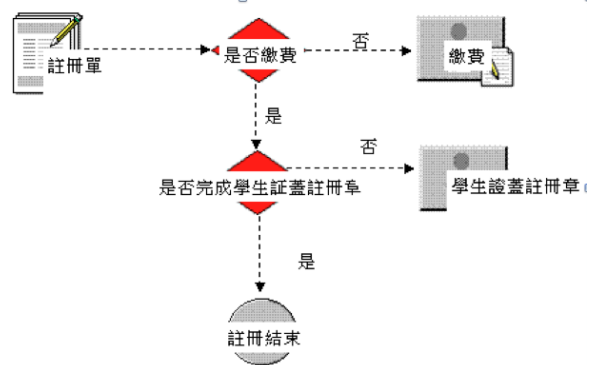 註冊單
是否繳費
否
繳費
是
是否完成學生証蓋註冊章
否
學生證蓋註冊章
是
註冊結束